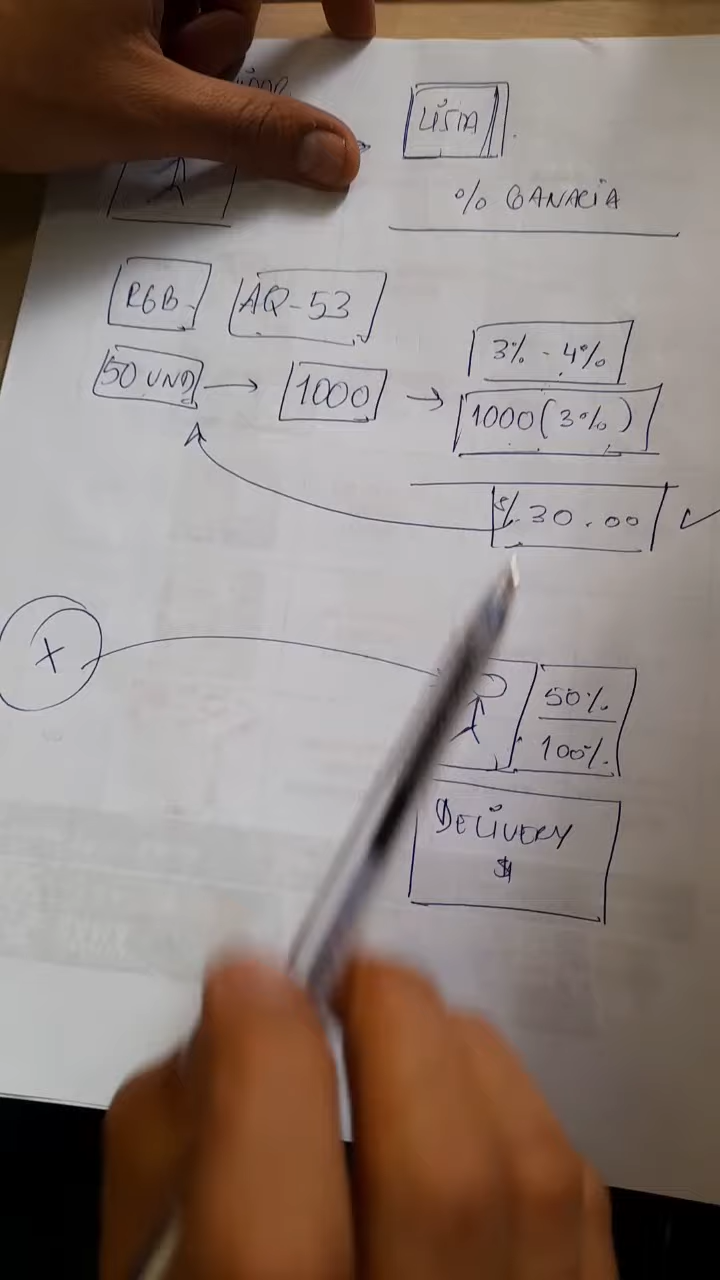 LISTA
% GANACIA
RGB AQ-53
50 UND → 1000 → 3% - 4%
1000 (3%)
S/. 30.00 ✓
X
50%
100%
DELIVERY
$